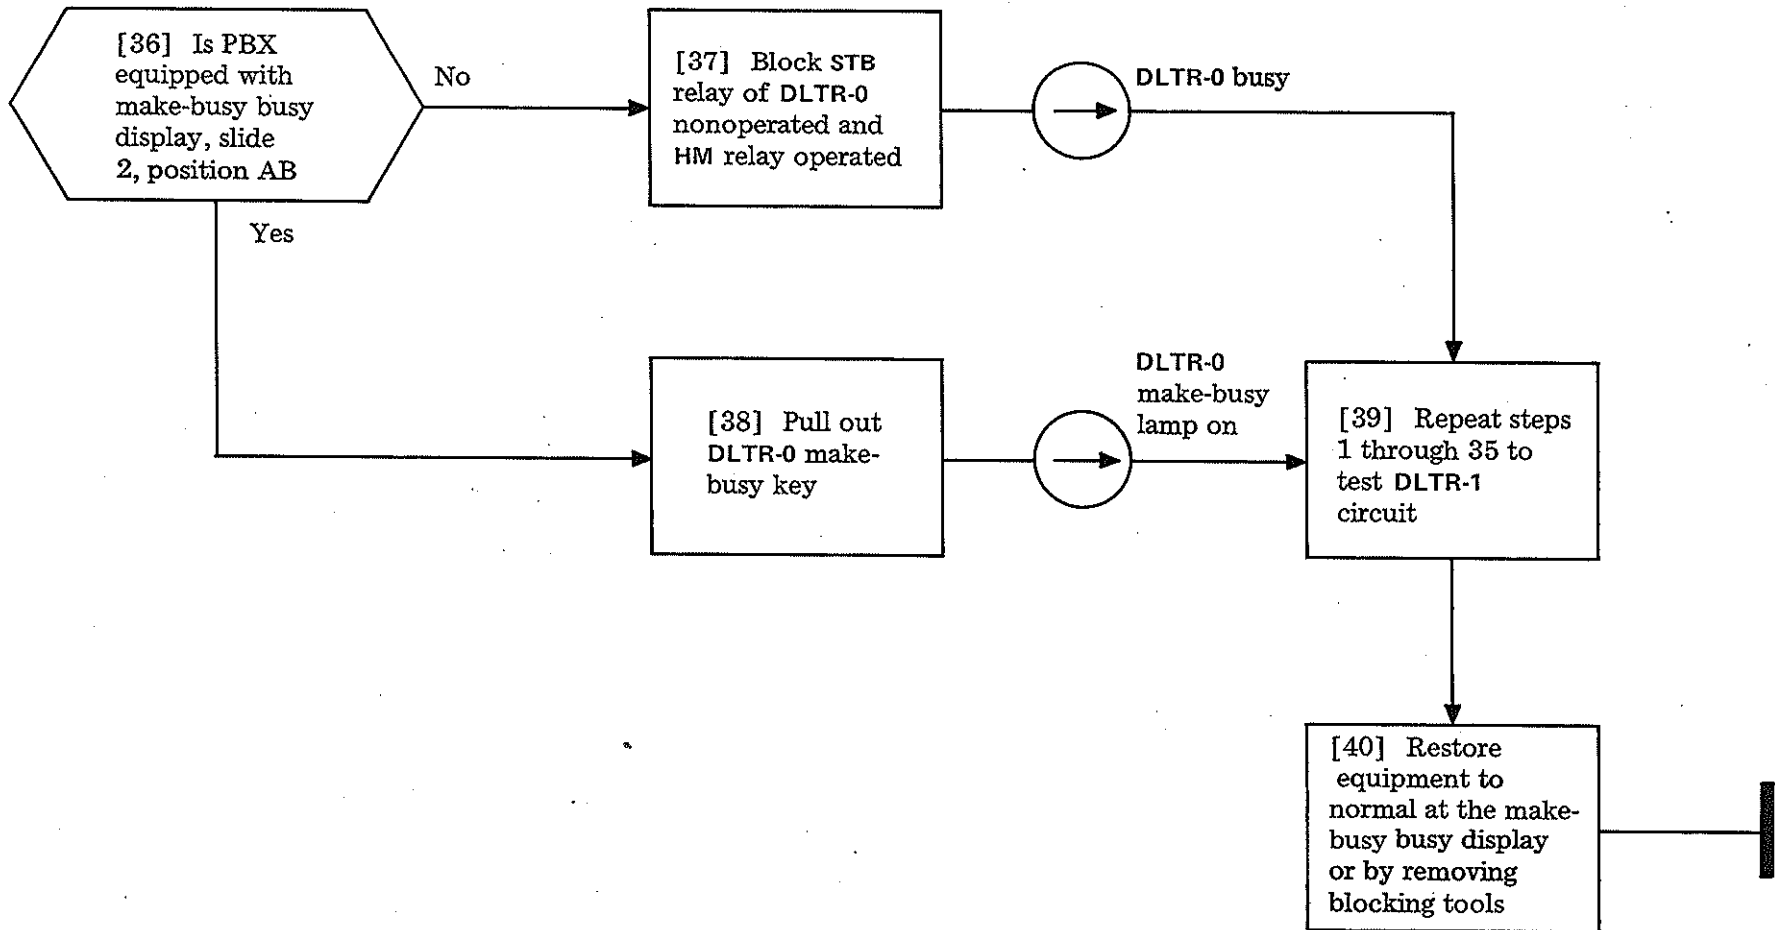 [36] Is PBX
equipped with
make-busy busy
display, slide
2, position AB
No
Yes
[37] Block STB
relay of DLTR-0
nonoperated and
HM relay operated
DLTR-0 busy
[38] Pull out
DLTR-0 make-
busy key
DLTR-0
make-busy
lamp on
[39] Repeat steps
1 through 35 to
test DLTR-1
circuit
[40] Restore
equipment to
normal at the make-
busy busy display
or by removing
blocking tools